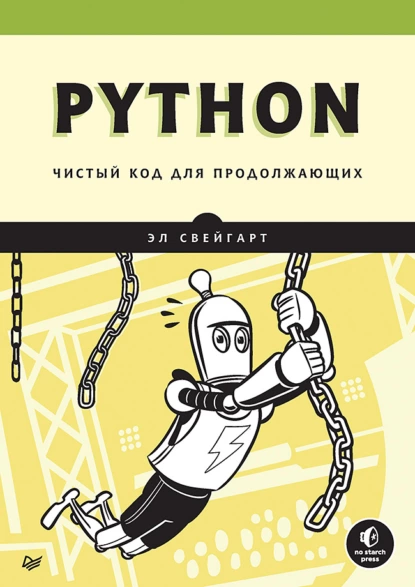 PYTHON
ЧИСТЫЙ КОД ДЛЯ ПРОДОЛЖАЮЩИХ
ЭЛ СВЕЙГАРТ
no starch
press